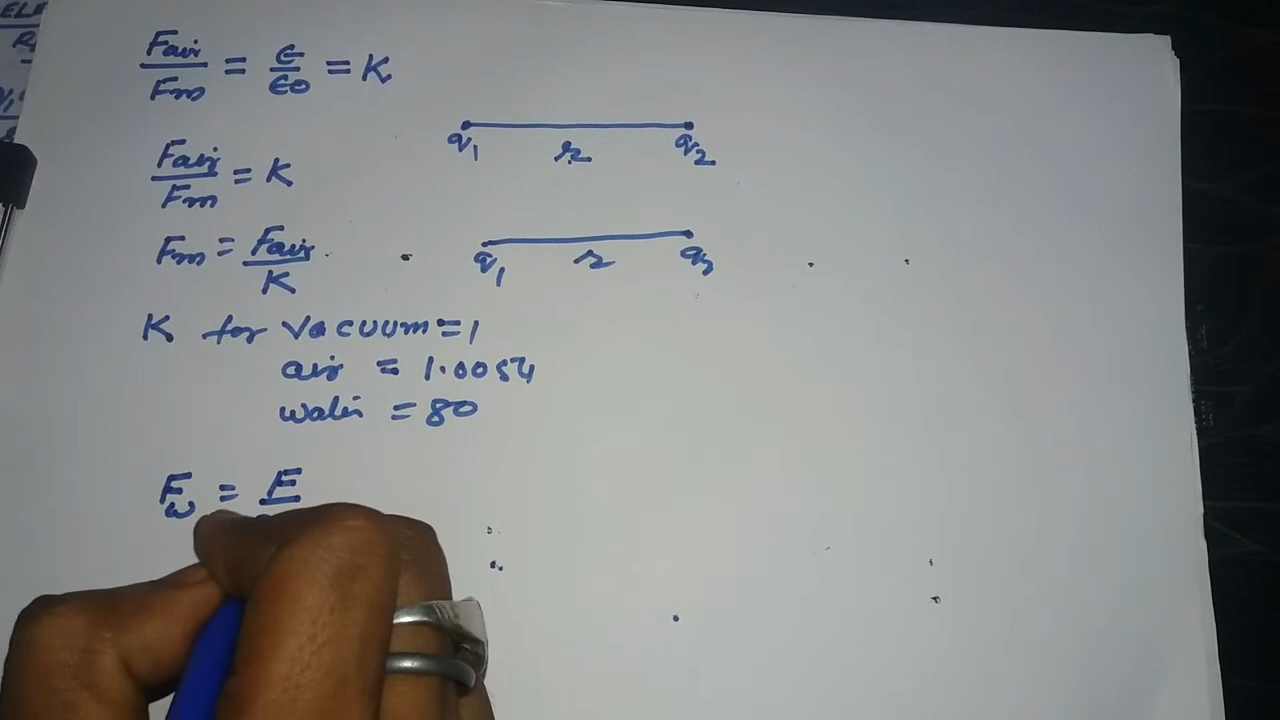 Fair/Fm = ϵ/ϵ0 = K
q1 r q2
Fair/Fm = K
Fm = Fair/K
q1 r q2
K for vacuum = 1
air = 1.0054
water = 80
Fw = F